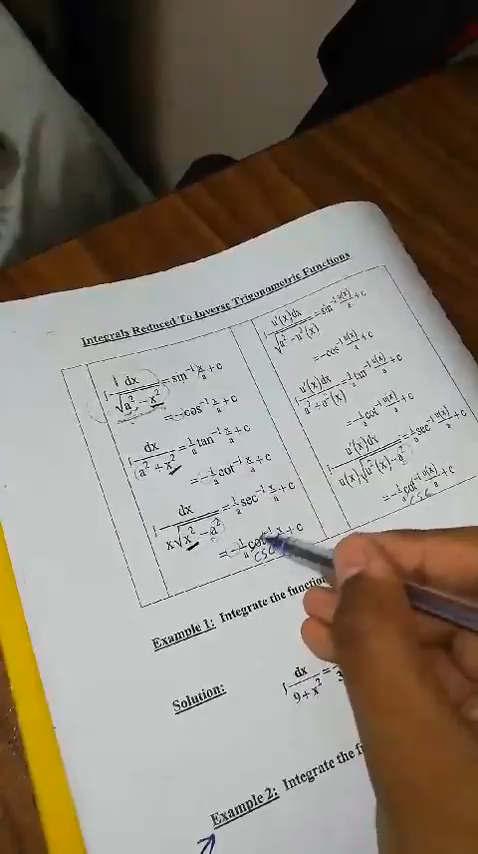 Integrals Reduced To Inverse Trigonometric Functions
∫ 1 dx / √(a² − x²) = sin⁻¹ x/a + c
= −cos⁻¹ x/a + c
∫ dx / (a² + x²) = 1/a tan⁻¹ x/a + c
= −1/a cot⁻¹ x/a + c
∫ dx / x√(x² − a²) = 1/a sec⁻¹ x/a + c
= −1/a cot⁻¹ x/a + c
csc
∫ u'(x)dx / √(a² − u²(x)) = sin⁻¹ u(x)/a + c
= −cos⁻¹ u(x)/a + c
∫ u'(x)dx / a² + u²(x) = 1/a tan⁻¹ u(x)/a + c
= −1/a cot⁻¹ u(x)/a + c
∫ u'(x)dx / u(x)√(u²(x) − a²) = 1/a sec⁻¹ u(x)/a + c
= −1/a cot⁻¹ u(x)/a + c
csc
Example 1: Integrate the function
Solution: ∫ dx / 9 + x² =
Example 2: Integrate the